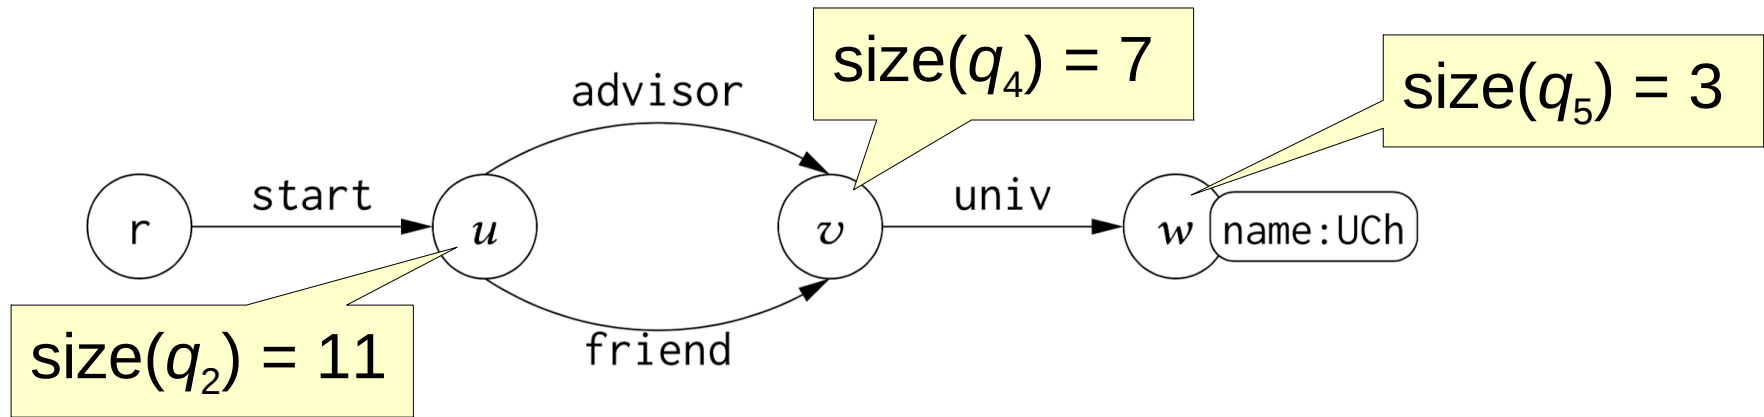 size(q₄) = 7
size(q₅) = 3
advisor
start
univ
r
u
v
w
name:UCh
size(q₂) = 11
friend